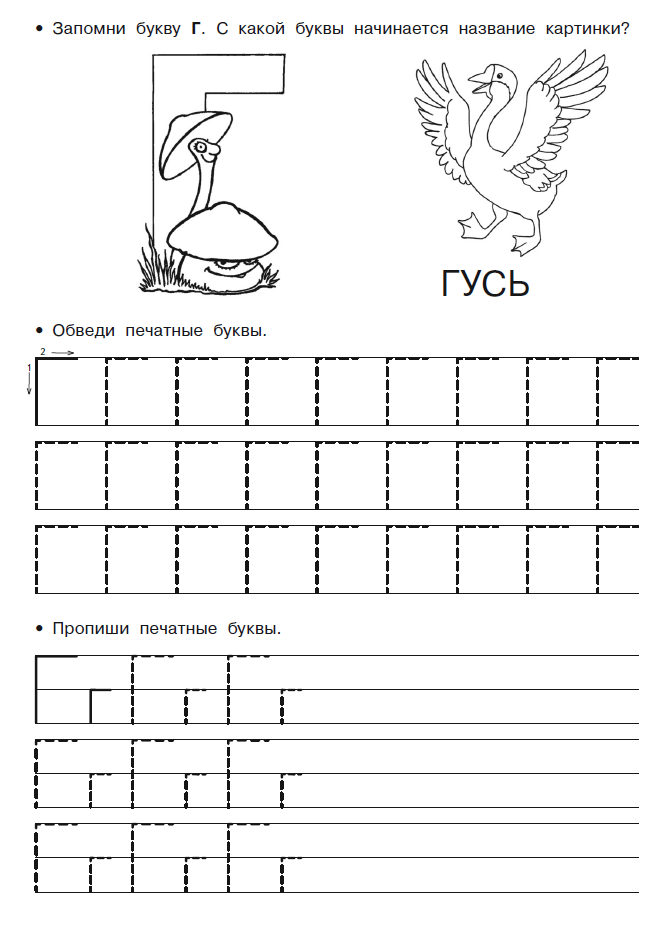 • Запомни букву Г. С какой буквы начинается название картинки?
Г
ГУСЬ
• Обведи печатные буквы.
2
1
Г Г Г Г Г Г Г Г Г
Г Г Г Г Г Г Г Г Г
Г Г Г Г Г Г Г Г Г
• Пропиши печатные буквы.
Г г Г г Г г
Г г Г г Г г
Г г Г г Г г